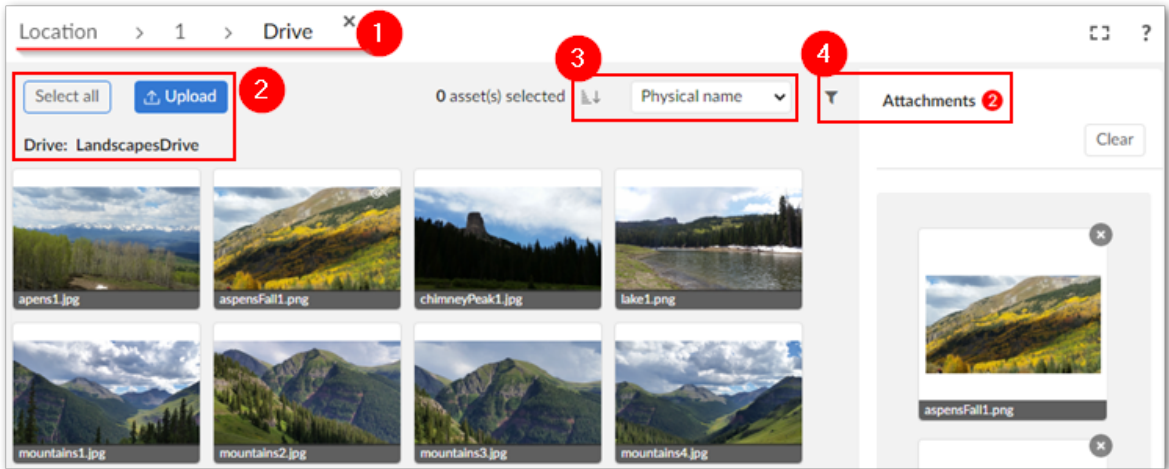 Location > 1 > Drive × 1
?
Select all Upload 2
0 asset(s) selected 3 Physical name
4 Attachments 2
Drive: LandscapesDrive
Clear
apens1.jpg
aspensFall1.png
chimneyPeak1.jpg
lake1.png
mountains1.jpg
mountains2.jpg
mountains3.jpg
mountains4.jpg
aspensFall1.png